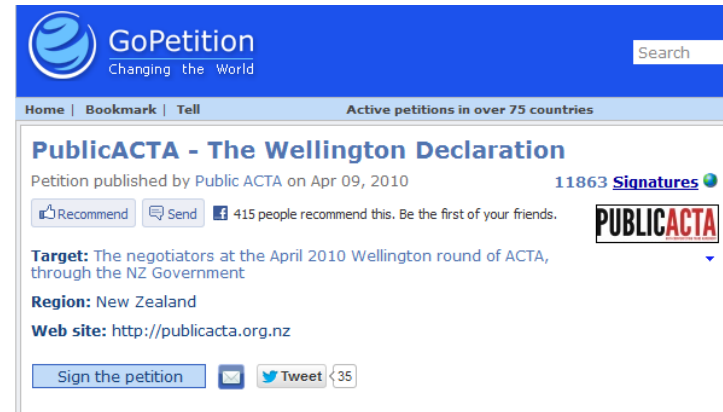 GoPetition
Changing the World
Search
Home | Bookmark | Tell
Active petitions in over 75 countries
PublicACTA - The Wellington Declaration
Petition published by Public ACTA on Apr 09, 2010
11863 Signatures
Recommend
Send
415 people recommend this. Be the first of your friends.
PUBLICACTA
Target: The negotiators at the April 2010 Wellington round of ACTA,
through the NZ Government
Region: New Zealand
Web site: http://publicacta.org.nz
Sign the petition
Tweet
35